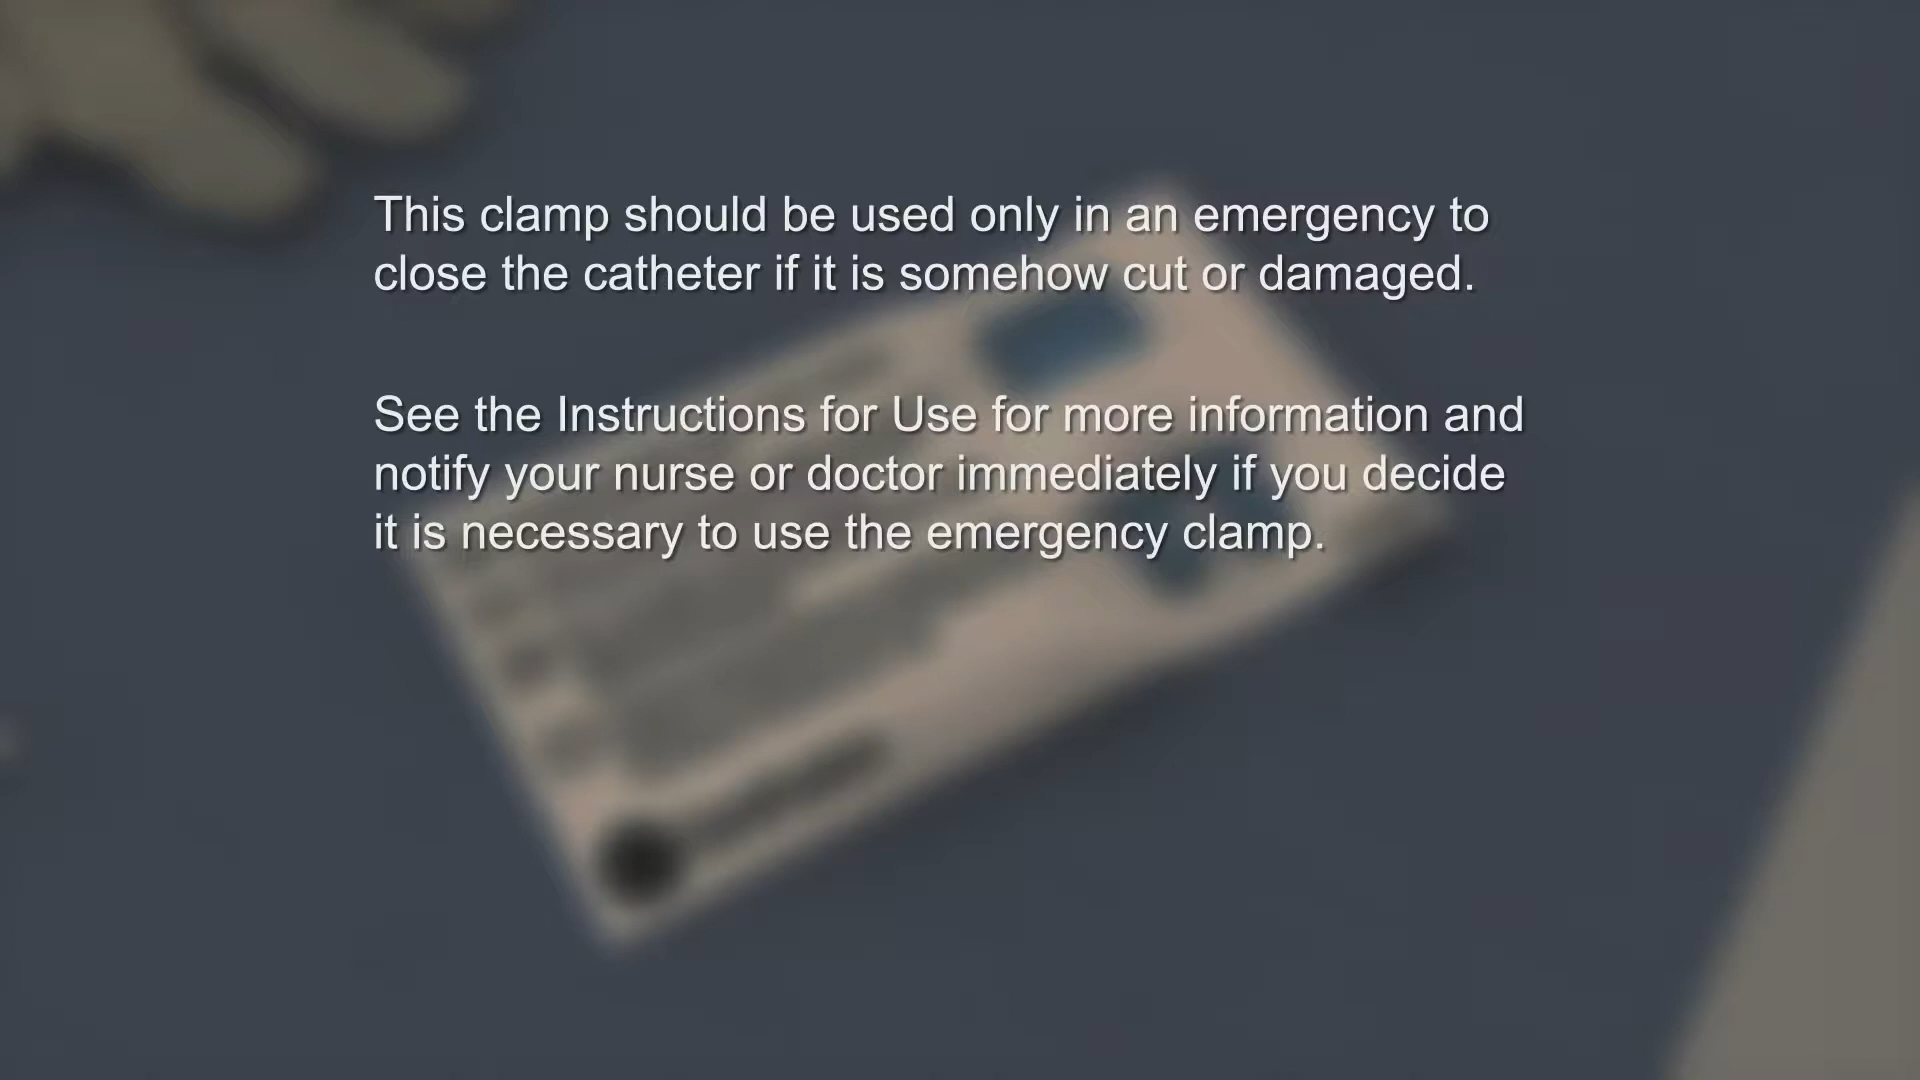 This clamp should be used only in an emergency to
close the catheter if it is somehow cut or damaged.
See the Instructions for Use for more information and
notify your nurse or doctor immediately if you decide
it is necessary to use the emergency clamp.